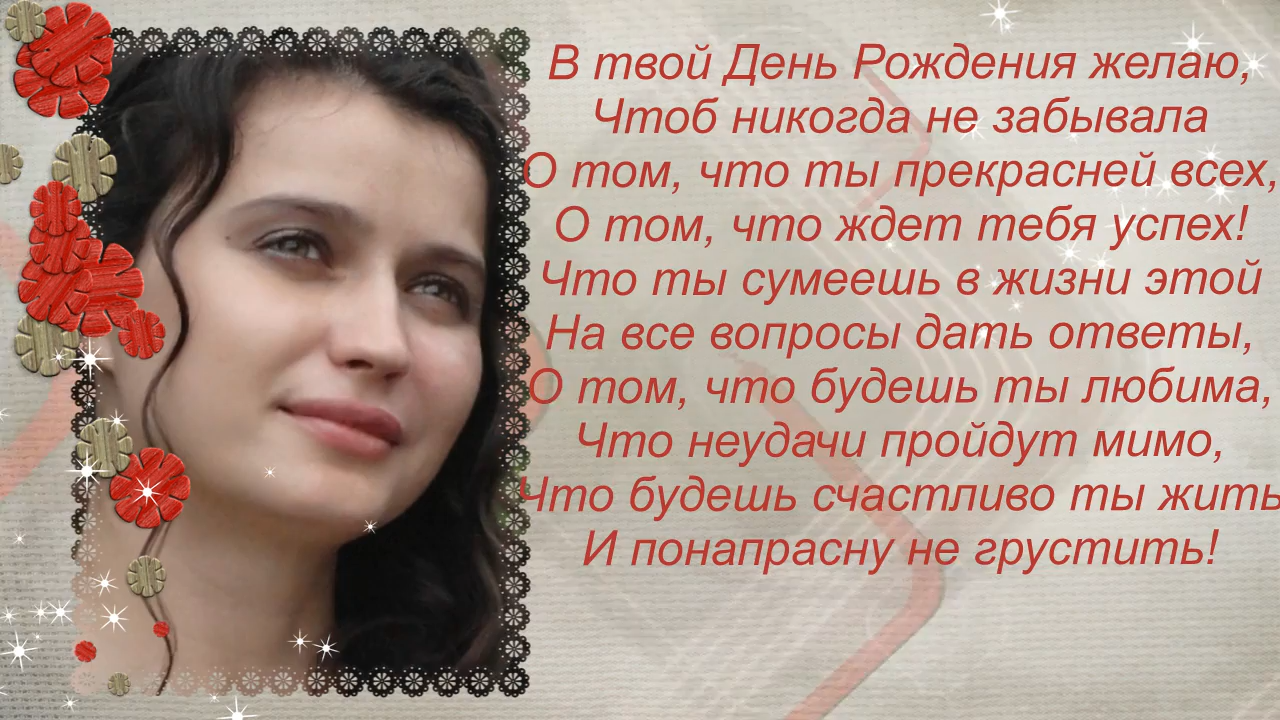 В твой День Рождения желаю,
Чтоб никогда не забывала
О том, что ты прекрасней всех,
О том, что ждет тебя успех!
Что ты сумеешь в жизни этой
На все вопросы дать ответы,
О том, что будешь ты любима,
Что неудачи пройдут мимо,
Что будешь счастливо ты жить
И понапрасну не грустить!